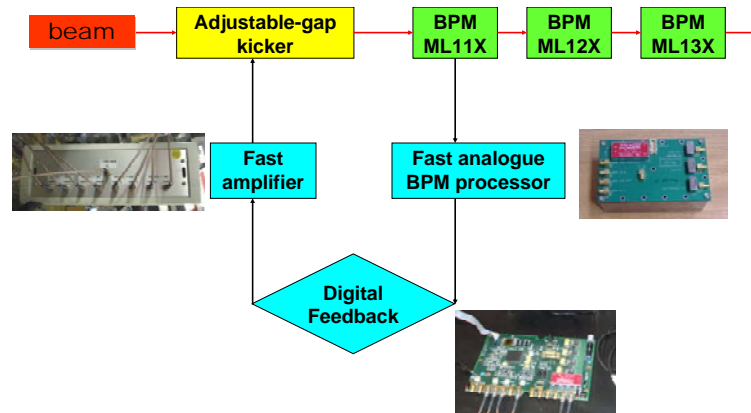 beam
Adjustable-gap
kicker
BPM
ML11X
BPM
ML12X
BPM
ML13X
Fast
amplifier
Fast analogue
BPM processor
Digital
Feedback